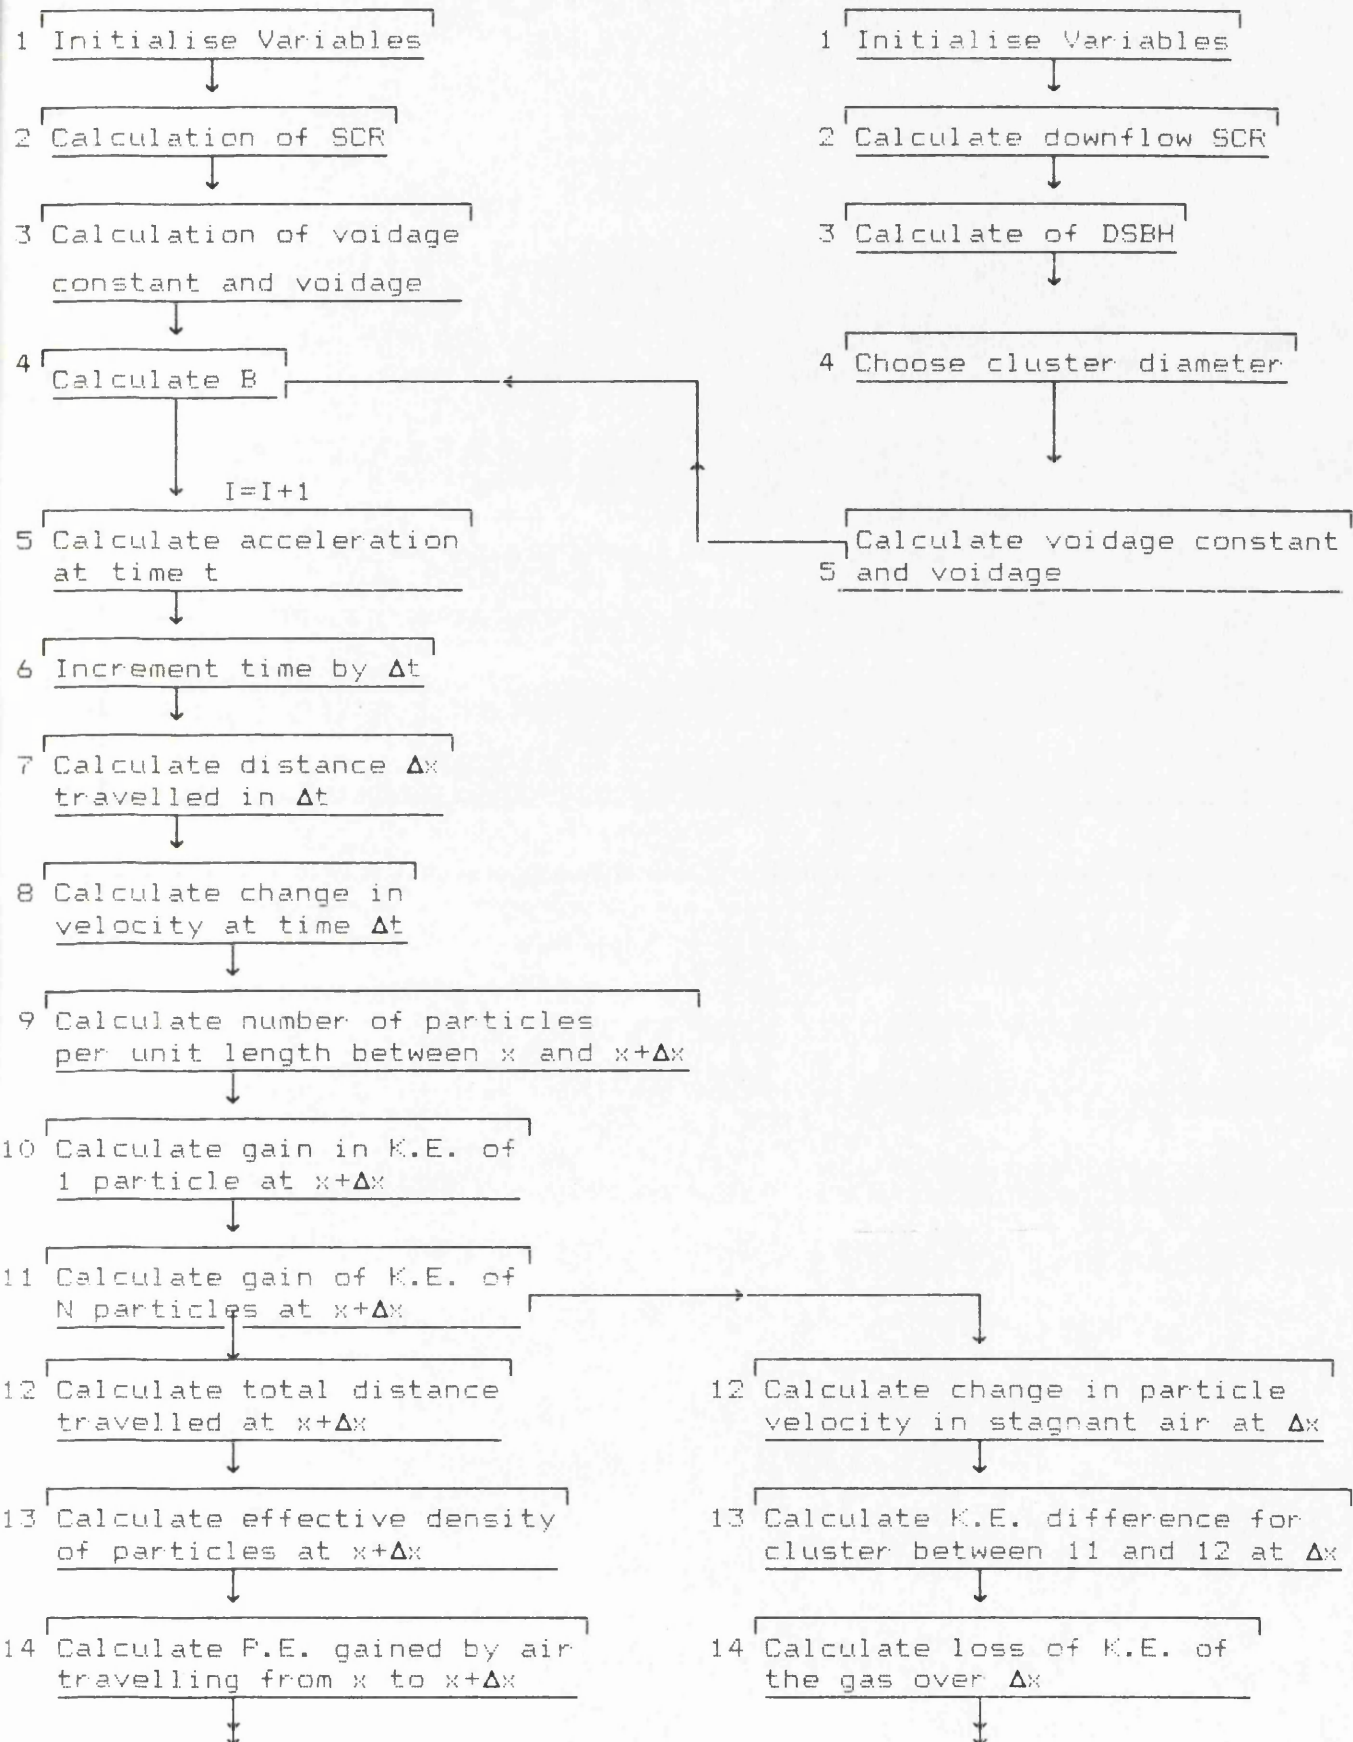 1 Initialise Variables
2 Calculation of SCR
3 Calculation of voidage
constant and voidage
4 Calculate B
I=I+1
5 Calculate acceleration
at time t
6 Increment time by Δt
7 Calculate distance Δx
travelled in Δt
8 Calculate change in
velocity at time Δt
9 Calculate number of particles
per unit length between x and x+Δx
10 Calculate gain in K.E. of
1 particle at x+Δx
11 Calculate gain of K.E. of
N particles at x+Δx
12 Calculate total distance
travelled at x+Δx
13 Calculate effective density
of particles at x+Δx
14 Calculate P.E. gained by air
travelling from x to x+Δx
1 Initialise Variables
2 Calculate downflow SCR
3 Calculate of DSBH
4 Choose cluster diameter
Calculate voidage constant
5 and voidage
12 Calculate change in particle
velocity in stagnant air at Δx
13 Calculate K.E. difference for
cluster between 11 and 12 at Δx
14 Calculate loss of K.E. of
the gas over Δx